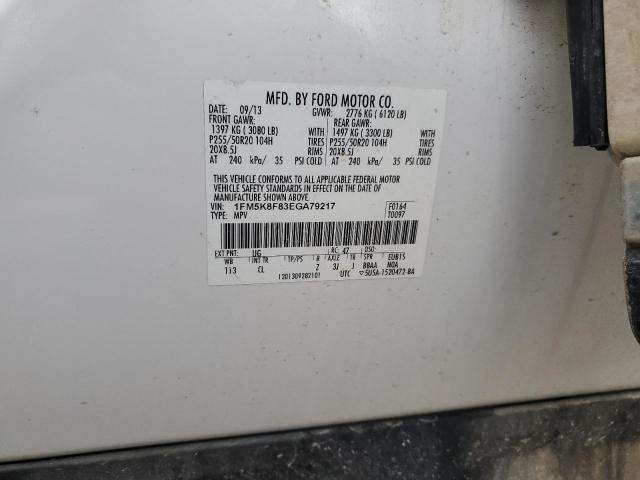 MFD. BY FORD MOTOR CO.
DATE: 09/13 GVWR: 2776 KG ( 6120 LB)
FRONT GAWR: REAR GAWR:
1397 KG ( 3080 LB) WITH 1497 KG ( 3300 LB) WITH
P255/50R20 104H TIRES P255/50R20 104H TIRES
20X8.5J RIMS 20X8.5J RIMS
AT 240 kPa/ 35 PSI COLD AT 240 kPa/ 35 PSI COLD
THIS VEHICLE CONFORMS TO ALL APPLICABLE FEDERAL MOTOR
VEHICLE SAFETY STANDARDS IN EFFECT ON THE DATE OF
MANUFACTURE SHOWN ABOVE.
VIN: 1FM5K8F83EGA79217 F0164
TYPE: MPV T0097
EXT PNT: UG RC: 47 DSO:
WB INT TR TP/PS R AXLE TR SPR EUB15
113 CL Z 3J J BBAA NQA
1201309282101 UTC ▽5U5A-1520472-BA